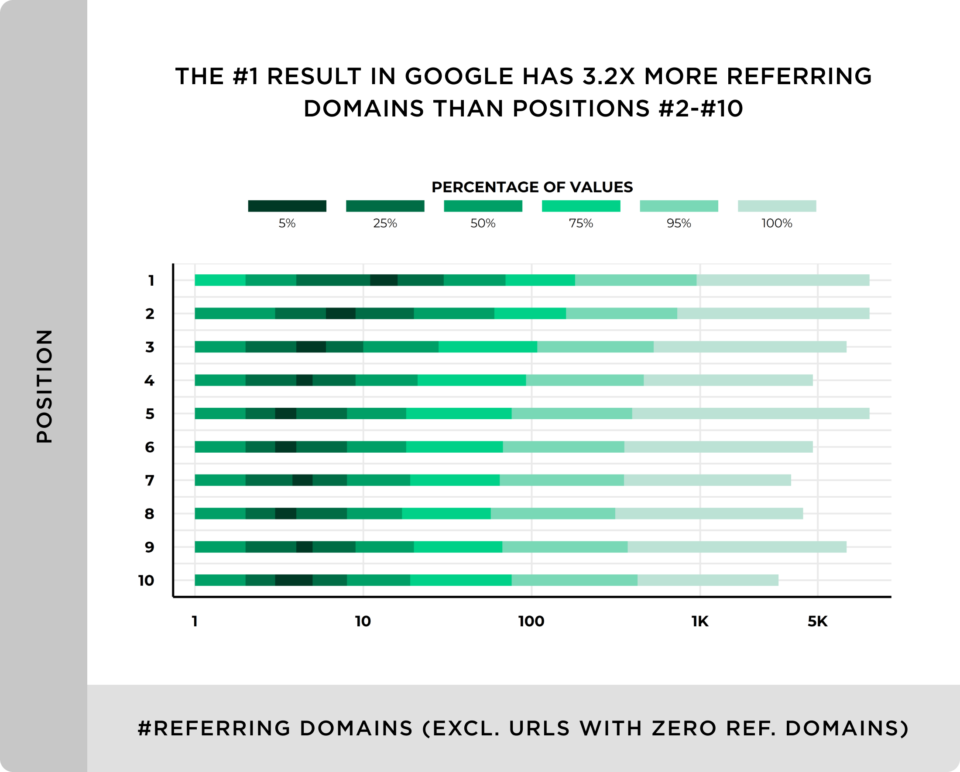 THE #1 RESULT IN GOOGLE HAS 3.2X MORE REFERRING
DOMAINS THAN POSITIONS #2-#10
PERCENTAGE OF VALUES
5% 25% 50% 75% 95% 100%
POSITION
1
2
3
4
5
6
7
8
9
10
1 10 100 1K 5K
#REFERRING DOMAINS (EXCL. URLS WITH ZERO REF. DOMAINS)